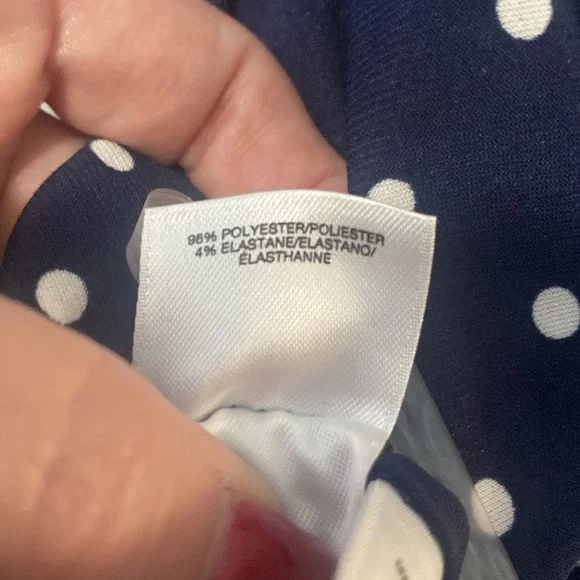 96% POLYESTER/POLIESTER
4% ELASTANE/ELASTANO/
ÉLASTHANNE